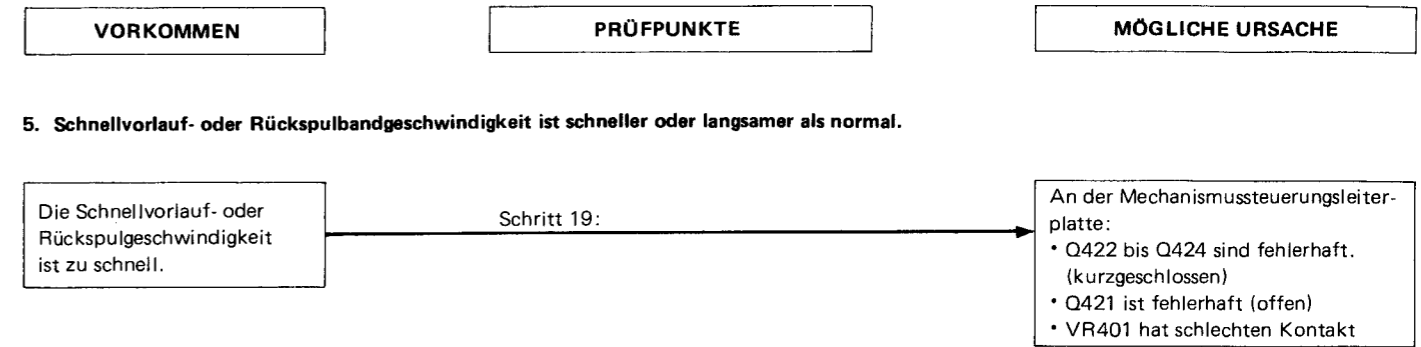 VORKOMMEN
PRÜFPUNKTE
MÖGLICHE URSACHE
5. Schnellvorlauf- oder Rückspulbandgeschwindigkeit ist schneller oder langsamer als normal.
Die Schnellvorlauf- oder
Rückspulgeschwindigkeit
ist zu schnell.
Schritt 19:
An der Mechanismussteuerungsleiter-
platte:
• Q422 bis Q424 sind fehlerhaft.
(kurzgeschlossen)
• Q421 ist fehlerhaft (offen)
• VR401 hat schlechten Kontakt